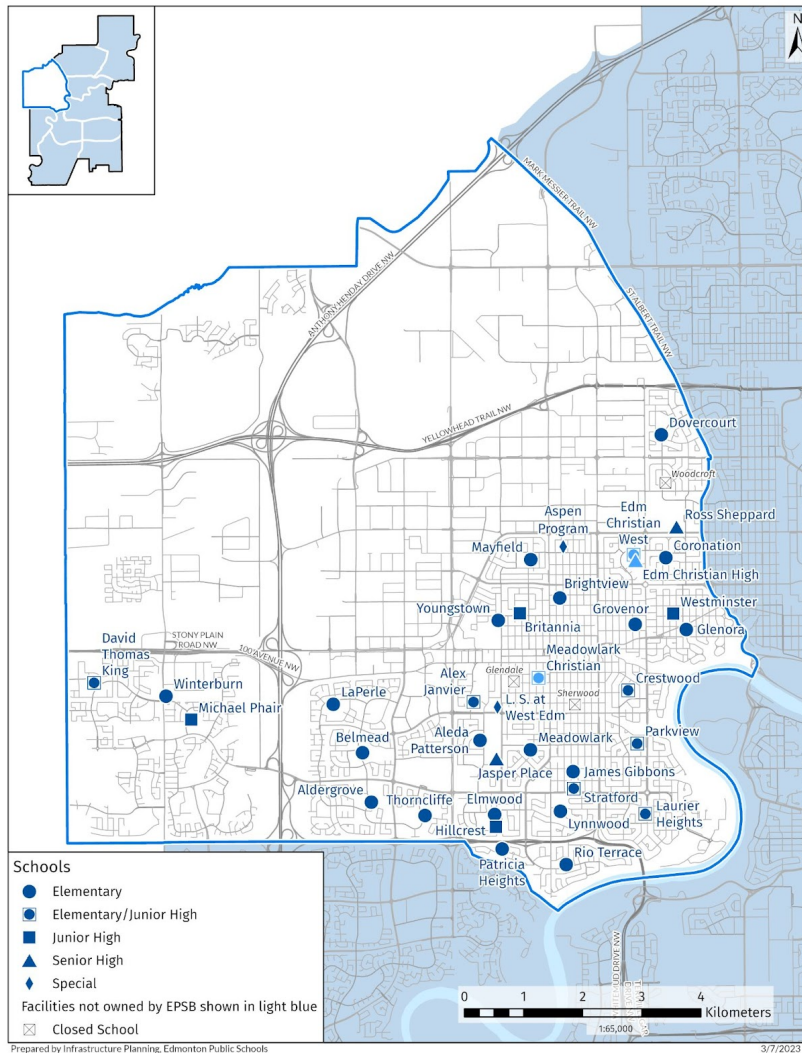 N
MARK MESSIER TRAIL NW
ANTHONY HENDAY DRIVE NW
ST ALBERT TRAIL NW
YELLOWHEAD TRAIL NW
Dovercourt
Woodcroft
Aspen
Program
Edm
Christian
West
Ross Sheppard
Mayfield
Coronation
Edm Christian High
Brightview
Youngstown
Britannia
Grovenor
Westminster
Glenora
David
Thomas
King
STONY PLAIN
ROAD NW
100 AVENUE NW
Meadowlark
Christian
Glendale
Alex
Janvier
Sherwood
Crestwood
Winterburn
LaPerle
Michael Phair
L. S. at
West Edm
Belmead
Aleda
Patterson
Meadowlark
Parkview
Jasper Place
James Gibbons
Aldergrove
Thorncliffe
Elmwood
Stratford
Laurier
Heights
Hillcrest
Lynnwood
Patricia
Heights
Rio Terrace
Schools
Elementary
Elementary/Junior High
Junior High
Senior High
Special
Facilities not owned by EPSB shown in light blue
Closed School
0 1 2 3 4
Kilometers
1:65,000
Prepared by Infrastructure Planning, Edmonton Public Schools
3/7/2023